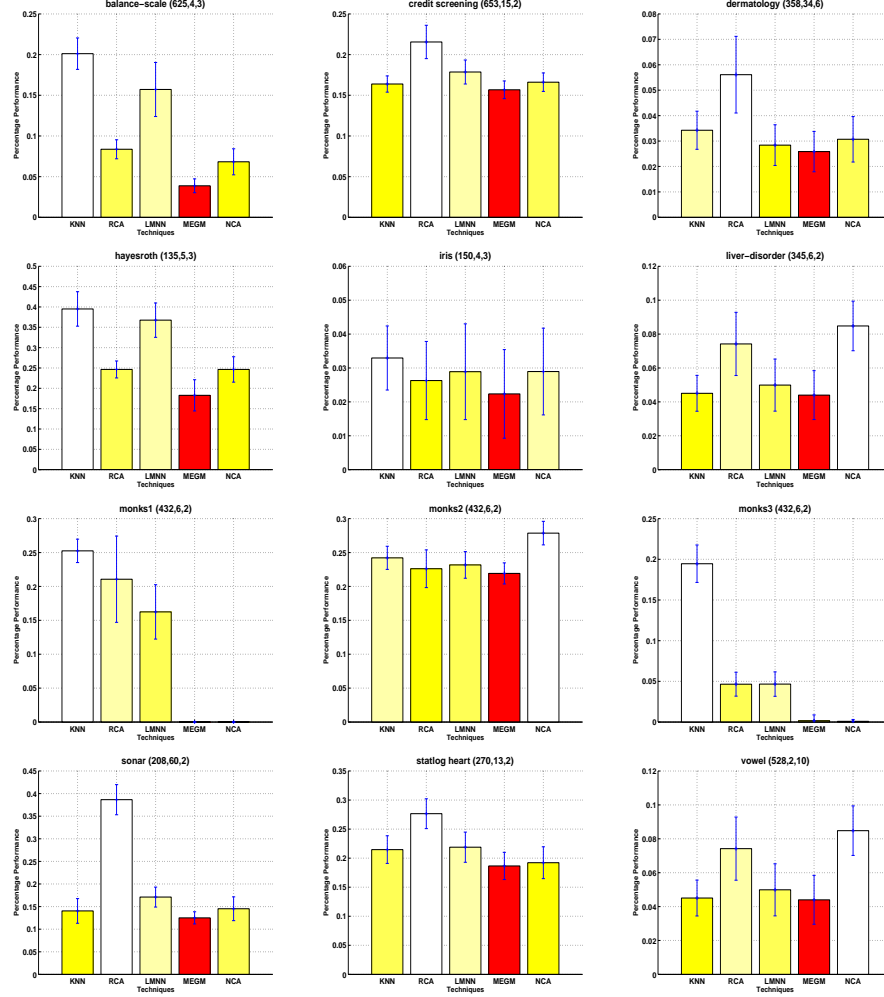 balance−scale (625,4,3)
Percentage Performance
0.25
0.2
0.15
0.1
0.05
0
KNN RCA LMNN MEGM NCA
Techniques
credit screening (653,15,2)
Percentage Performance
0.25
0.2
0.15
0.1
0.05
0
KNN RCA LMNN MEGM NCA
Techniques
dermatology (358,34,6)
Percentage Performance
0.08
0.07
0.06
0.05
0.04
0.03
0.02
0.01
0
KNN RCA LMNN MEGM NCA
Techniques
hayesroth (135,5,3)
Percentage Performance
0.5
0.45
0.4
0.35
0.3
0.25
0.2
0.15
0.1
0.05
0
KNN RCA LMNN MEGM NCA
Techniques
iris (150,4,3)
Percentage Performance
0.06
0.05
0.04
0.03
0.02
0.01
0
KNN RCA LMNN MEGM NCA
Techniques
liver−disorder (345,6,2)
Percentage Performance
0.12
0.1
0.08
0.06
0.04
0.02
0
KNN RCA LMNN MEGM NCA
Techniques
monks1 (432,6,2)
Percentage Performance
0.3
0.25
0.2
0.15
0.1
0.05
0
KNN RCA LMNN MEGM NCA
Techniques
monks2 (432,6,2)
Percentage Performance
0.3
0.25
0.2
0.15
0.1
0.05
0
KNN RCA LMNN MEGM NCA
Techniques
monks3 (432,6,2)
Percentage Performance
0.25
0.2
0.15
0.1
0.05
0
KNN RCA LMNN MEGM NCA
Techniques
sonar (208,60,2)
Percentage Performance
0.45
0.4
0.35
0.3
0.25
0.2
0.15
0.1
0.05
0
KNN RCA LMNN MEGM NCA
Techniques
statlog heart (270,13,2)
Percentage Performance
0.35
0.3
0.25
0.2
0.15
0.1
0.05
0
KNN RCA LMNN MEGM NCA
Techniques
vowel (528,2,10)
Percentage Performance
0.12
0.1
0.08
0.06
0.04
0.02
0
KNN RCA LMNN MEGM NCA
Techniques